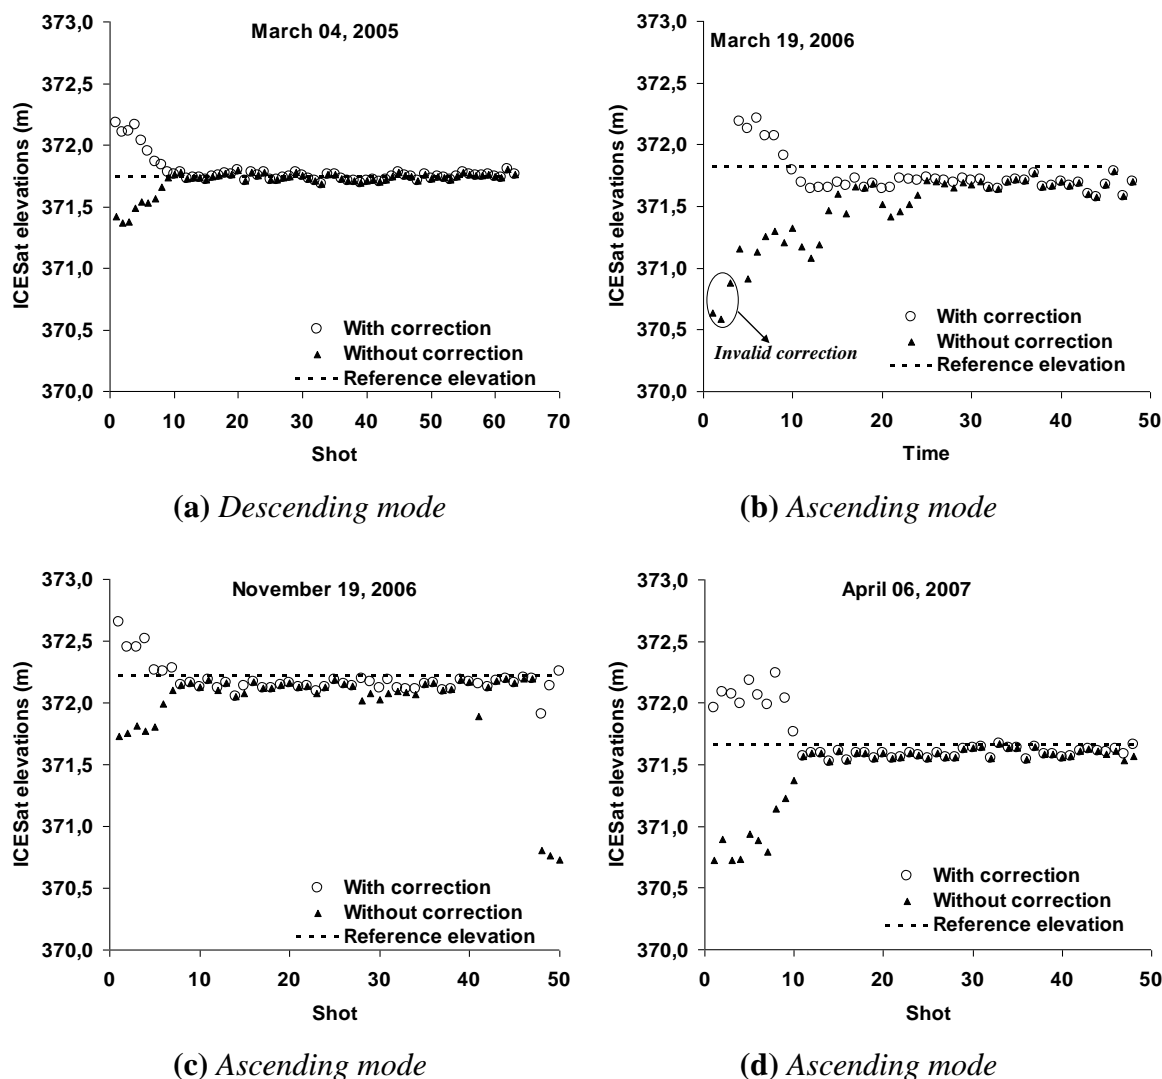 March 04, 2005
373,0
372,5
372,0
371,5
371,0
370,5
370,0
ICESat elevations (m)
With correction
Without correction
Reference elevation
0 10 20 30 40 50 60 70
Shot
(a) Descending mode
March 19, 2006
373,0
372,5
372,0
371,5
371,0
370,5
370,0
ICESat elevations (m)
With correction
Without correction
Invalid correction
Reference elevation
0 10 20 30 40 50
Time
(b) Ascending mode
November 19, 2006
373,0
372,5
372,0
371,5
371,0
370,5
370,0
ICESat elevations (m)
With correction
Without correction
Reference elevation
0 10 20 30 40 50
Shot
(c) Ascending mode
April 06, 2007
373,0
372,5
372,0
371,5
371,0
370,5
370,0
ICESat elevations (m)
With correction
Without correction
Reference elevation
0 10 20 30 40 50
Shot
(d) Ascending mode